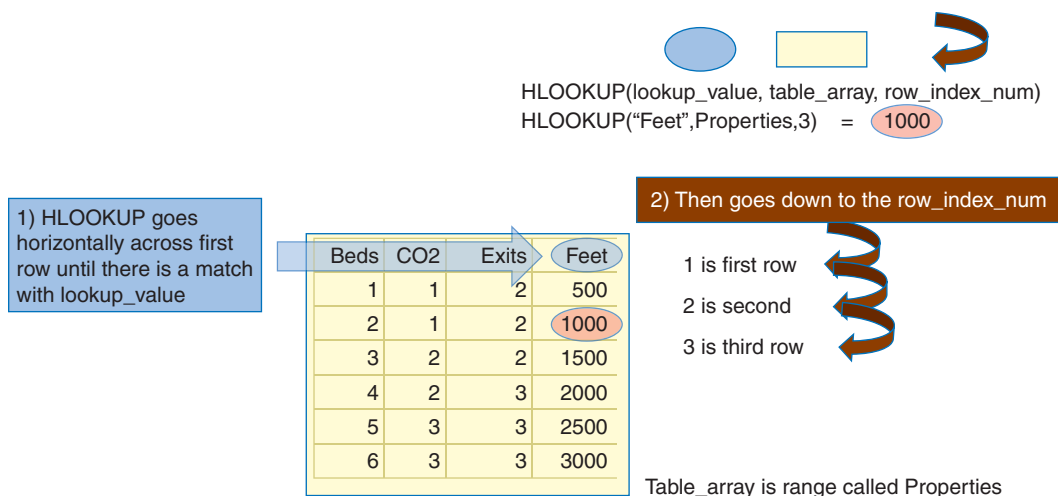 HLOOKUP(lookup_value, table_array, row_index_num)
HLOOKUP(“Feet”,Properties,3) = 1000
1) HLOOKUP goes
horizontally across first
row until there is a match
with lookup_value
2) Then goes down to the row_index_num
Beds CO2 Exits Feet
1 1 2 500
2 1 2 1000
3 2 2 1500
4 2 3 2000
5 3 3 2500
6 3 3 3000
1 is first row
2 is second
3 is third row
Table_array is range called Properties